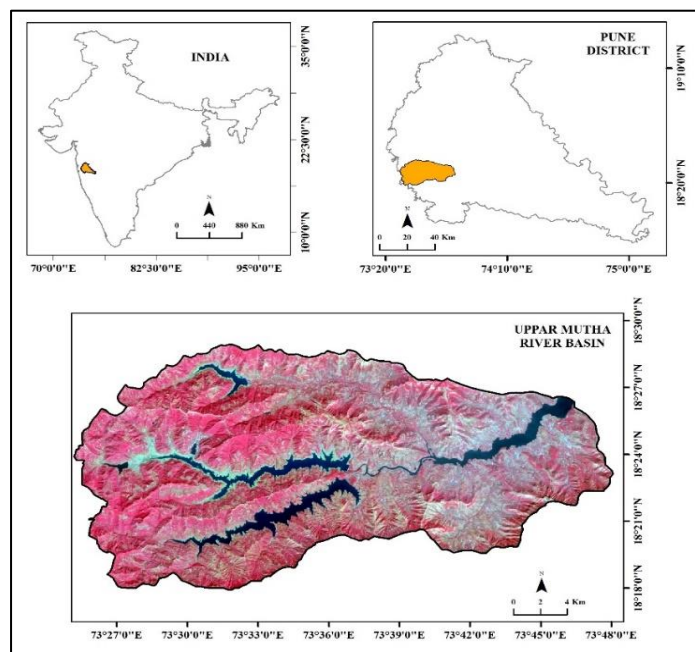 INDIA
35°0'0"N
22°30'0"N
10°0'0"N
N
0 440 880 Km
70°0'0"E 82°30'0"E 95°0'0"E
PUNE
DISTRICT
19°10'0"N
18°20'0"N
N
0 20 40 Km
73°20'0"E 74°10'0"E 75°0'0"E
UPPAR MUTHA
RIVER BASIN
18°30'0"N
18°27'0"N
18°24'0"N
18°21'0"N
18°18'0"N
N
0 2 4 Km
73°27'0"E 73°30'0"E 73°33'0"E 73°36'0"E 73°39'0"E 73°42'0"E 73°45'0"E 73°48'0"E